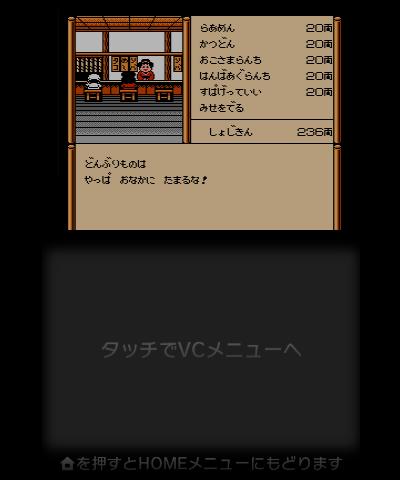 らあめん 20両
かつどん 20両
おこさまらんち 20両
はんばあぐらんち 20両
すぱげってぃい 20両
みせをでる
しょじきん 236両
どんぶりものは
やっぱ おなかに たまるな!
タッチでVCメニューへ
を押すとHOMEメニューにもどります